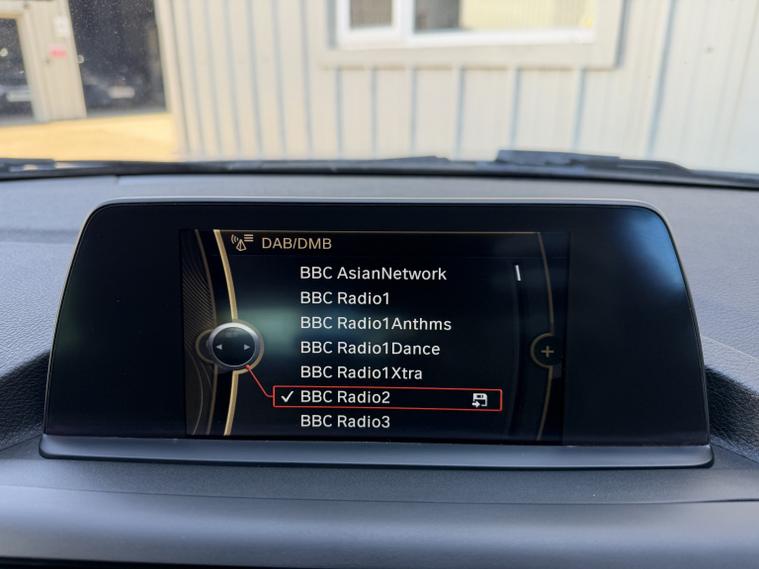 DAB/DMB
BBC AsianNetwork
BBC Radio1
BBC Radio1Anthms
BBC Radio1Dance
BBC Radio1Xtra
BBC Radio2
BBC Radio3